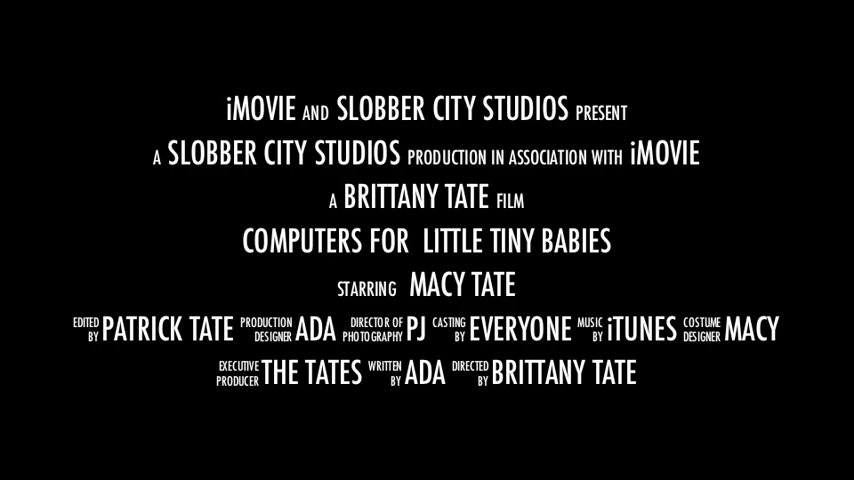 iMOVIE AND SLOBBER CITY STUDIOS PRESENT
A SLOBBER CITY STUDIOS PRODUCTION IN ASSOCIATION WITH iMOVIE
A BRITTANY TATE FILM
COMPUTERS FOR LITTLE TINY BABIES
STARRING MACY TATE
EDITED BY PATRICK TATE PRODUCTION DESIGNER ADA DIRECTOR OF PHOTOGRAPHY PJ CASTING BY EVERYONE MUSIC BY iTUNES COSTUME DESIGNER MACY
EXECUTIVE PRODUCER THE TATES WRITTEN BY ADA DIRECTED BY BRITTANY TATE